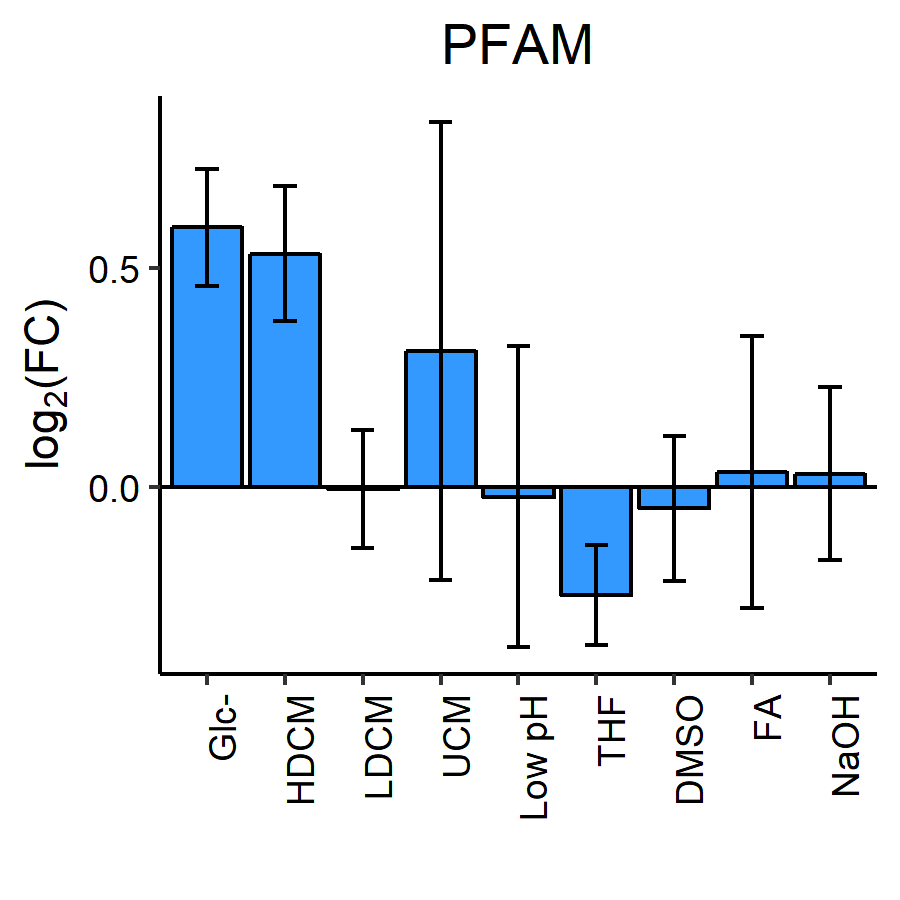 PFAM
log₂(FC)
0.5
0.0
Glc-
HDCM
LDCM
UCM
Low pH
THF
DMSO
FA
NaOH